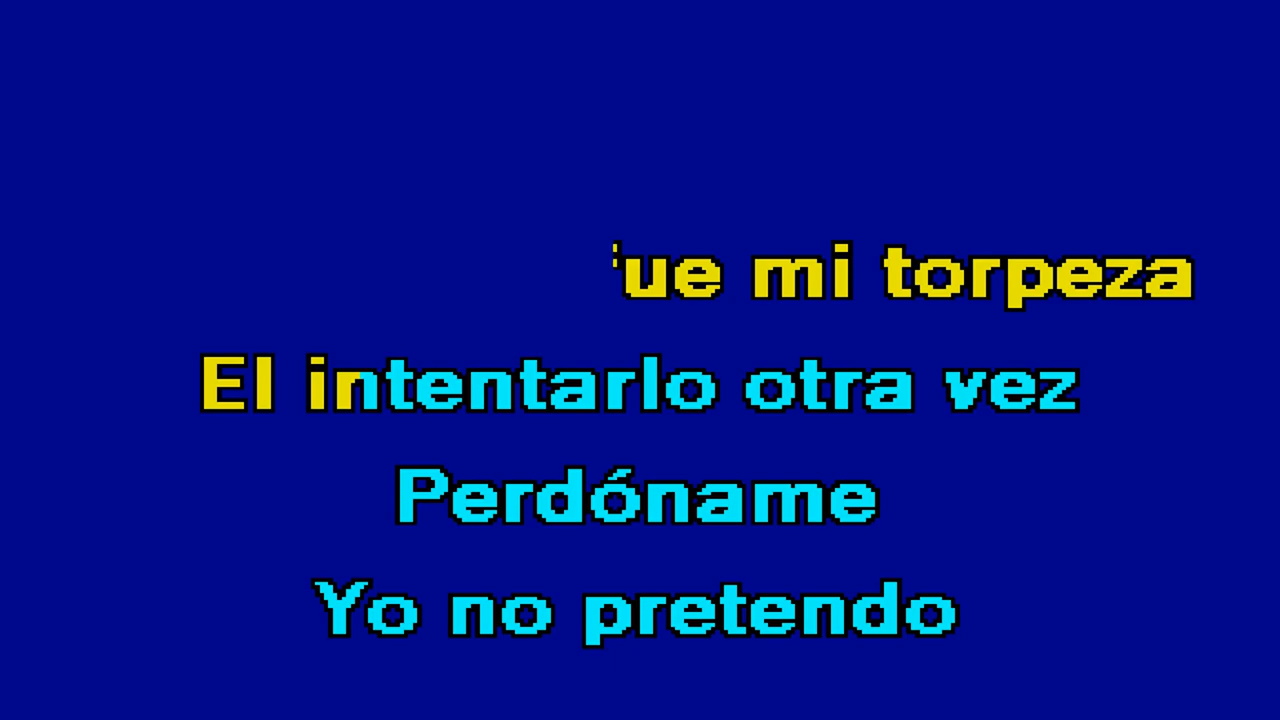 ue mi torpeza
El intentarlo otra vez
Perdóname
Yo no pretendo